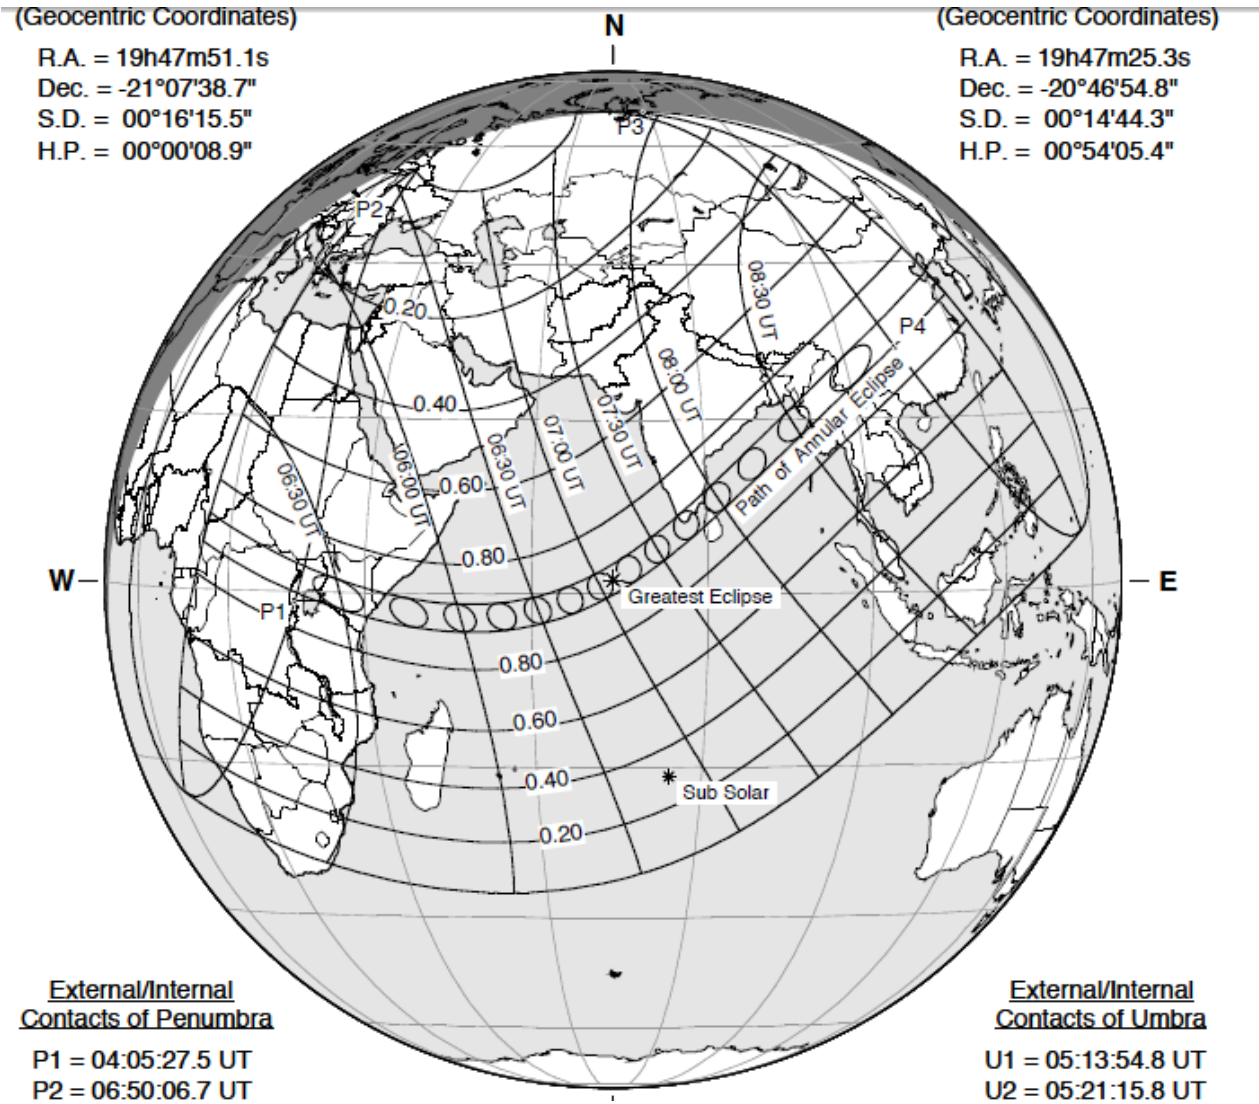 (Geocentric Coordinates)
R.A. = 19h47m51.1s
Dec. = -21°07'38.7"
S.D. = 00°16'15.5"
H.P. = 00°00'08.9"
N
(Geocentric Coordinates)
R.A. = 19h47m25.3s
Dec. = -20°46'54.8"
S.D. = 00°14'44.3"
H.P. = 00°54'05.4"
P3
P2
0.20
08:30 UT
P4
0.40
08:00 UT
07:30 UT
07:00 UT
06:30 UT
06:00 UT
06:30 UT
0.60
Path of Annular Eclipse
0.80
W
E
Greatest Eclipse
P1
0.80
0.60
0.40
Sub Solar
0.20
External/Internal
Contacts of Penumbra
P1 = 04:05:27.5 UT
P2 = 06:50:06.7 UT
External/Internal
Contacts of Umbra
U1 = 05:13:54.8 UT
U2 = 05:21:15.8 UT